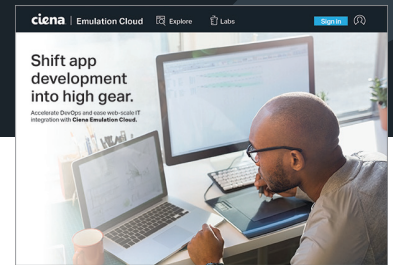 ciena | Emulation Cloud Explore Labs Sign in
Shift app
development
into high gear.
Accelerate DevOps and ease web-scale IT
integration with Ciena Emulation Cloud.